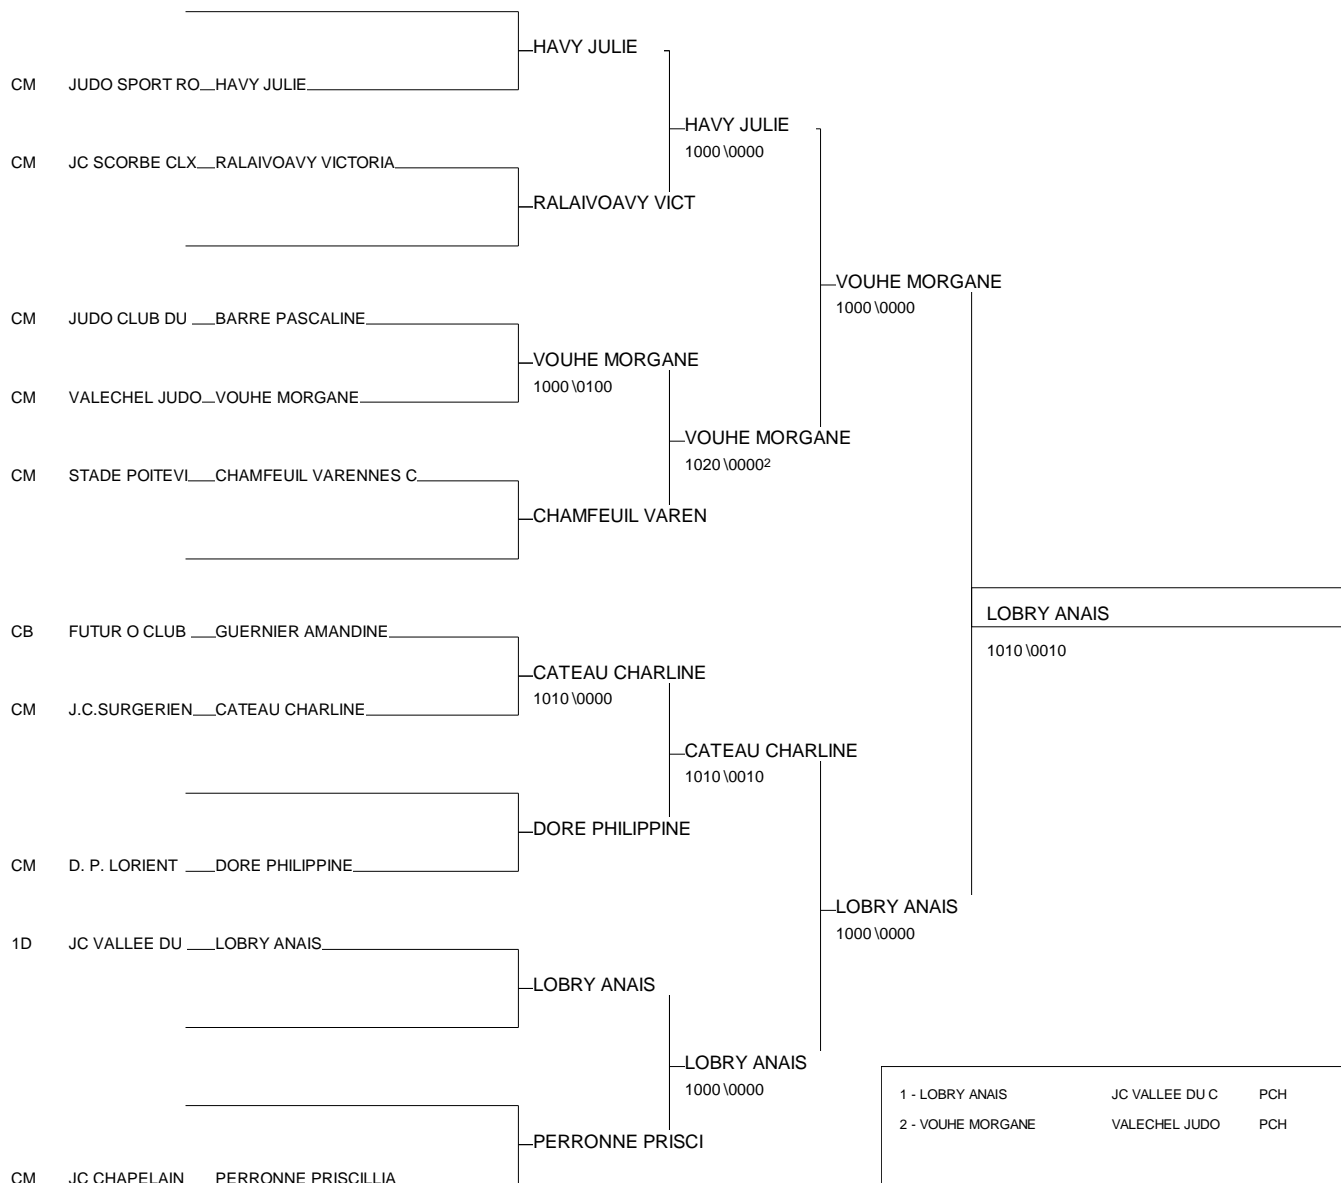 HAVY JULIE
CM JUDO SPORT RO HAVY JULIE
HAVY JULIE
1000 \0000
CM JC SCORBE CLX RALAIVOAVY VICTORIA
RALAIVOAVY VICT
VOUHE MORGANE
1000 \0000
CM JUDO CLUB DU BARRE PASCALINE
VOUHE MORGANE
1000 \0100
CM VALECHEL JUDO VOUHE MORGANE
VOUHE MORGANE
1020 \0000²
CM STADE POITEVI CHAMFEUIL VARENNES C
CHAMFEUIL VAREN
LOBRY ANAIS
1010 \0010
CB FUTUR O CLUB GUERNIER AMANDINE
CATEAU CHARLINE
1010 \0000
CM J.C.SURGERIEN CATEAU CHARLINE
CATEAU CHARLINE
1010 \0010
DORE PHILIPPINE
CM D. P. LORIENT DORE PHILIPPINE
LOBRY ANAIS
1000 \0000
1D JC VALLEE DU LOBRY ANAIS
LOBRY ANAIS
LOBRY ANAIS
1000 \0000
1 - LOBRY ANAIS JC VALLEE DU C PCH
2 - VOUHE MORGANE VALECHEL JUDO PCH
PERRONNE PRISCI
CM JC CHAPELAIN PERRONNE PRISCILLIA